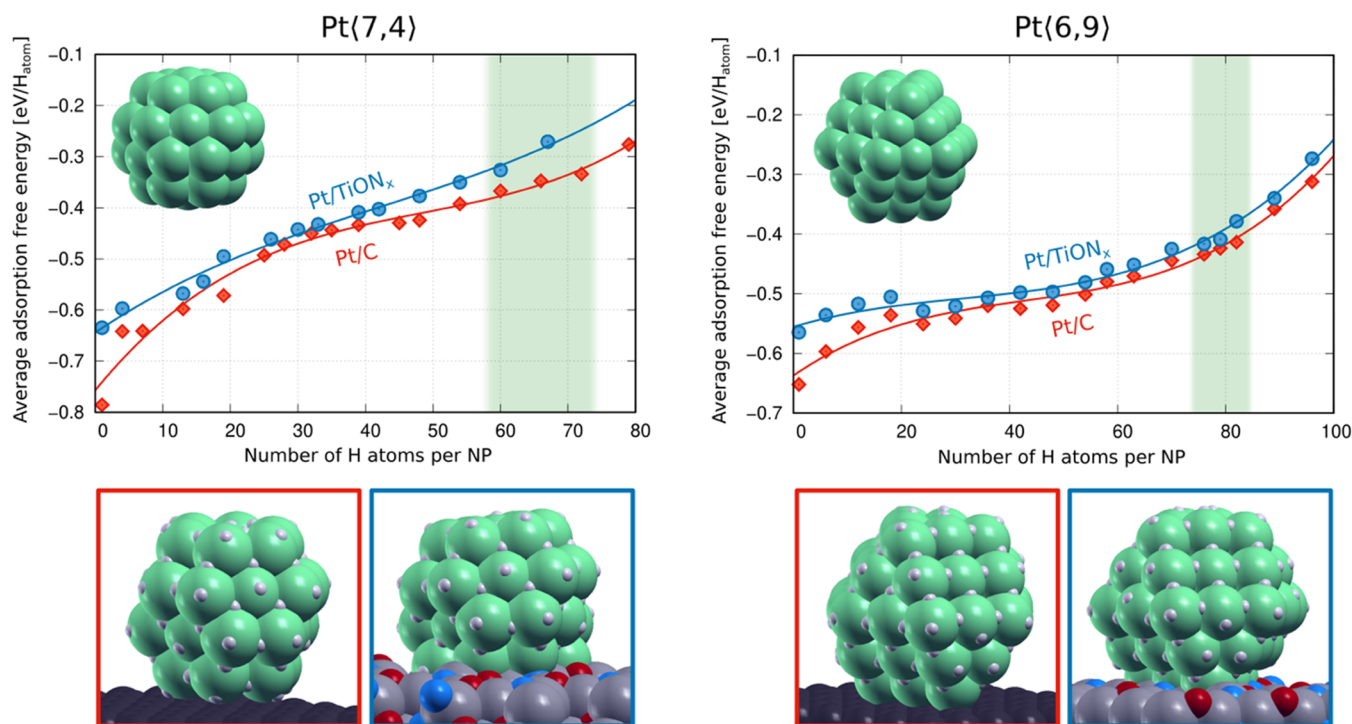 Pt⟨7,4⟩
Average adsorption free energy [eV/H_atom]
−0.1
−0.2
−0.3
−0.4
−0.5
−0.6
−0.7
−0.8
Pt/TiONₓ
Pt/C
0 10 20 30 40 50 60 70 80
Number of H atoms per NP
Pt⟨6,9⟩
Average adsorption free energy [eV/H_atom]
−0.1
−0.2
−0.3
−0.4
−0.5
−0.6
−0.7
Pt/TiONₓ
Pt/C
0 20 40 60 80 100
Number of H atoms per NP